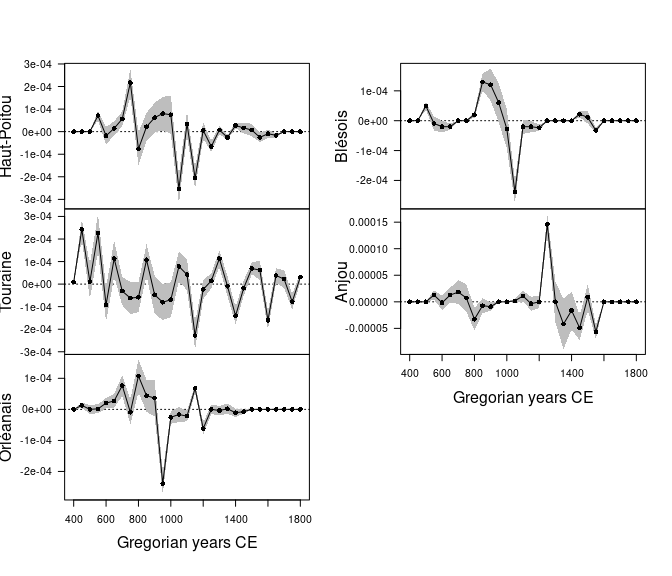 Haut-Poitou
3e-04
2e-04
1e-04
0e+00
-1e-04
-2e-04
-3e-04
Touraine
3e-04
2e-04
1e-04
0e+00
-1e-04
-2e-04
-3e-04
Orléanais
1e-04
0e+00
-1e-04
-2e-04
400 600 800 1000 1400 1800
Gregorian years CE
Blésois
1e-04
0e+00
-1e-04
-2e-04
Anjou
0.00015
0.00010
0.00005
0.00000
-0.00005
400 600 800 1000 1400 1800
Gregorian years CE